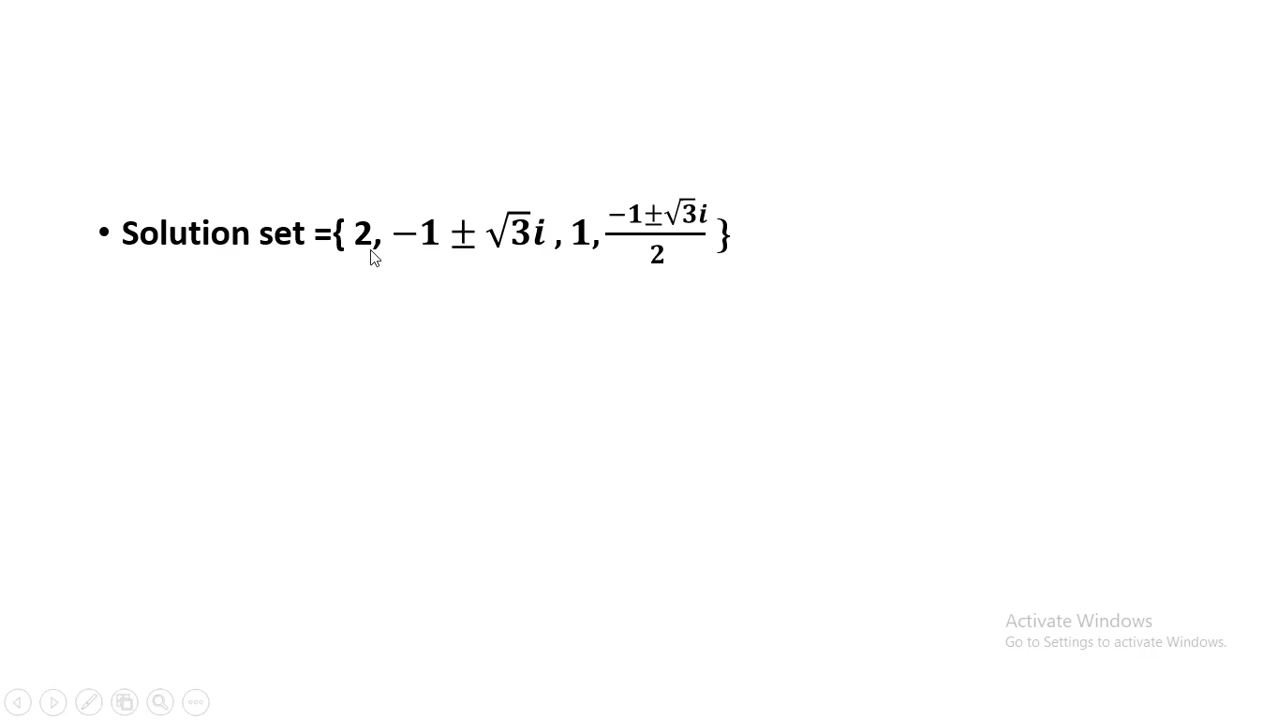 • Solution set ={ 2, −1 ± √3i , 1, (−1±√3i)/2 }
Activate Windows
Go to Settings to activate Windows.